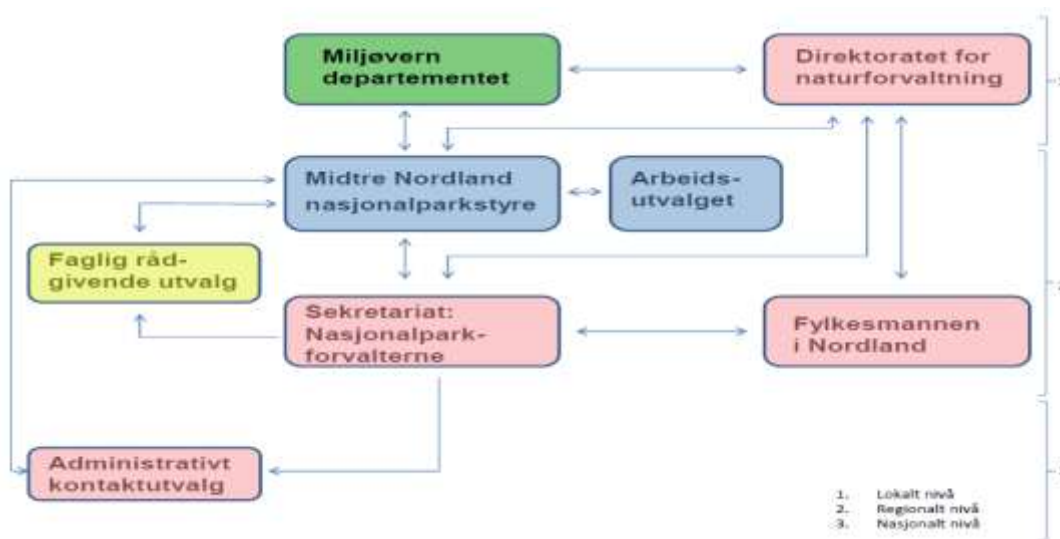 Miljøvern
departementet
Direktoratet for
naturforvaltning
Midtre Nordland
nasjonalparkstyre
Arbeids-
utvalget
Faglig råd-
givende utvalg
Sekretariat:
Nasjonalpark-
forvalterne
Fylkesmannen
i Nordland
Administrativt
kontaktutvalg
1. Lokalt nivå
2. Regionalt nivå
3. Nasjonalt nivå